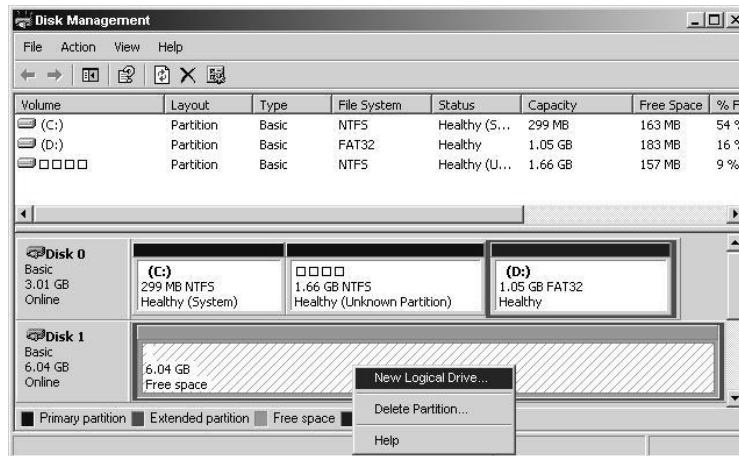 Disk Management
File Action View Help
Volume Layout Type File System Status Capacity Free Space % F
(C:) Partition Basic NTFS Healthy (S... 299 MB 163 MB 54 %
(D:) Partition Basic FAT32 Healthy 1.05 GB 183 MB 16 %
□□□□ Partition Basic NTFS Healthy (U... 1.66 GB 157 MB 9 %
Disk 0
Basic
3.01 GB
Online
(C:)
299 MB NTFS
Healthy (System)
□□□□
1.66 GB NTFS
Healthy (Unknown Partition)
(D:)
1.05 GB FAT32
Healthy
Disk 1
Basic
6.04 GB
Online
6.04 GB
Free space
New Logical Drive...
Delete Partition...
Help
Primary partition Extended partition Free space